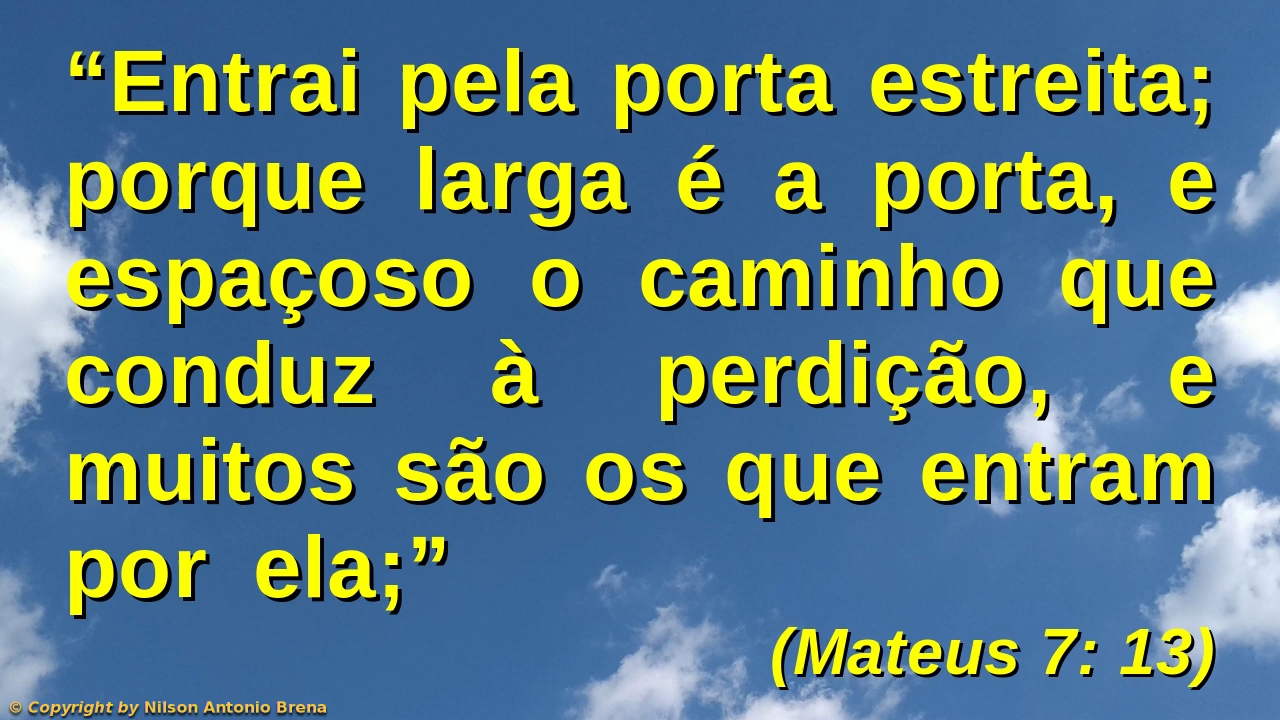 “Entrai pela porta estreita;
porque larga é a porta, e
espaçoso o caminho que
conduz à perdição, e
muitos são os que entram
por ela;”
(Mateus 7: 13)
© Copyright by Nilson Antonio Brena